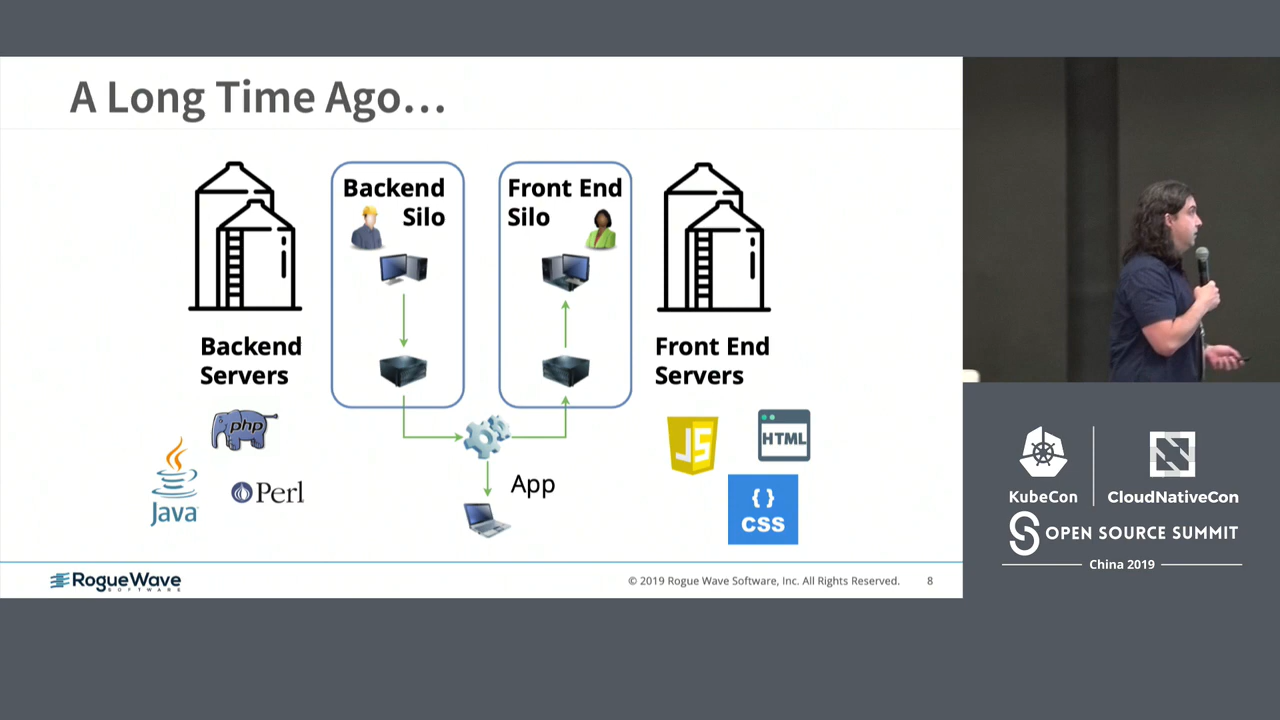 A Long Time Ago...
Backend
Silo
Front End
Silo
Backend
Servers
Front End
Servers
php
Java
Perl
App
JS
HTML
{ }
CSS
RogueWave
SOFTWARE
© 2019 Rogue Wave Software, Inc. All Rights Reserved.
8
KubeCon
CloudNativeCon
OPEN SOURCE SUMMIT
China 2019